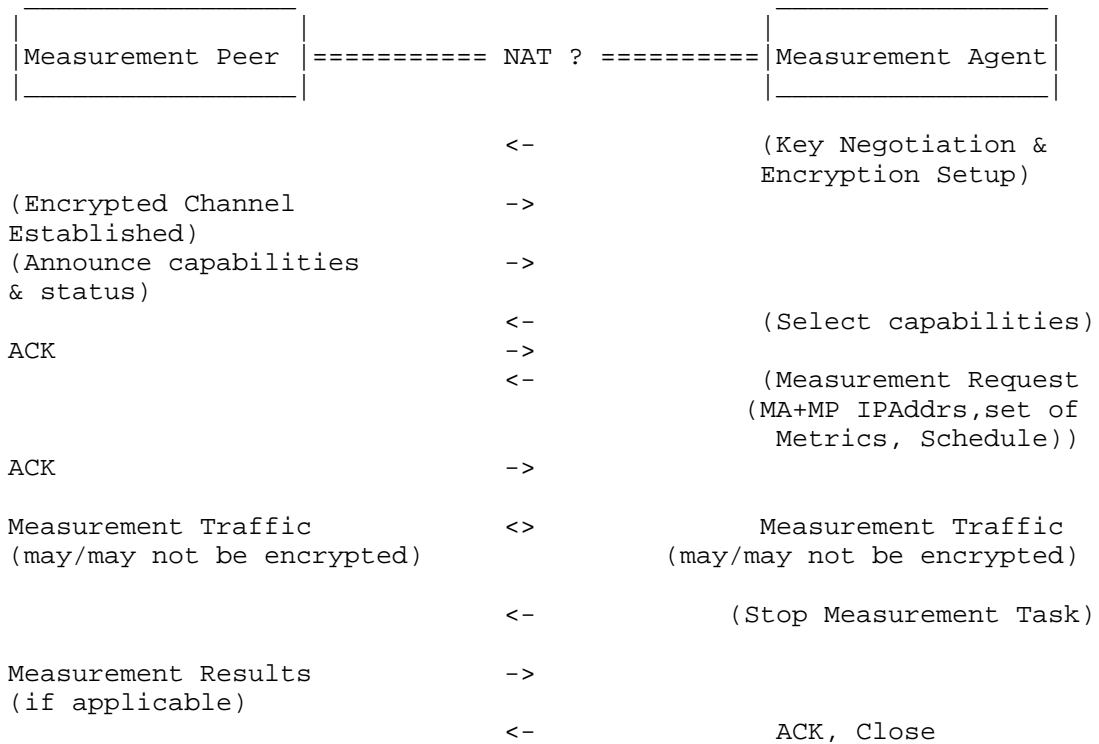 Measurement Peer |=========== NAT ? ==========|Measurement Agent
<- (Key Negotiation &
Encryption Setup)
(Encrypted Channel ->
Established)
(Announce capabilities ->
& status)
<- (Select capabilities)
ACK ->
<- (Measurement Request
(MA+MP IPAddrs,set of
Metrics, Schedule))
ACK ->
Measurement Traffic <> Measurement Traffic
(may/may not be encrypted) (may/may not be encrypted)
<- (Stop Measurement Task)
Measurement Results ->
(if applicable)
<- ACK, Close